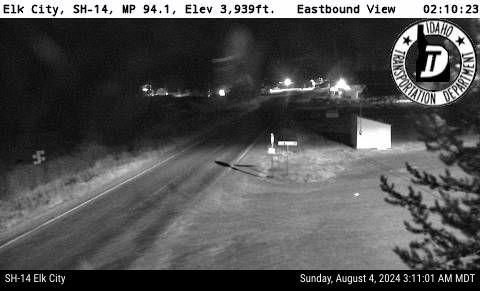 Elk City, SH-14, MP 94.1, Elev 3,939ft. Eastbound View 02:10:23
IDAHO
TRANSPORTATION DEPARTMENT
SH-14 Elk City Sunday, August 4, 2024 3:11:01 AM MDT